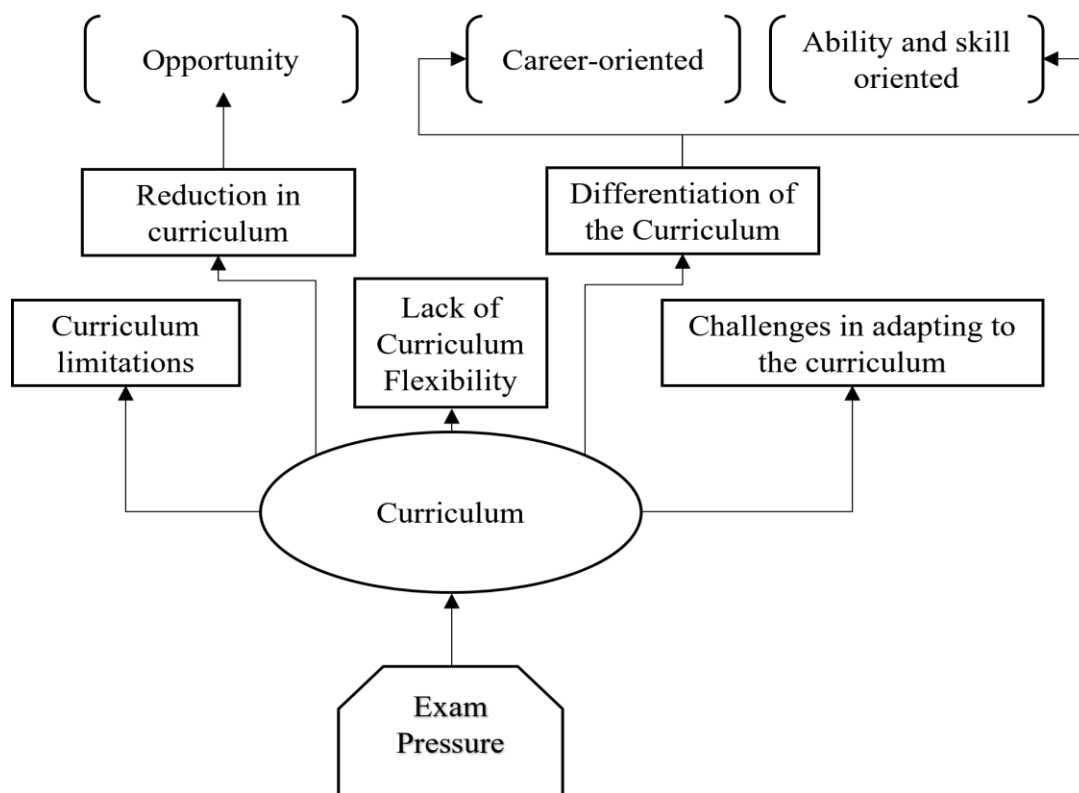 Opportunity
Career-oriented
Ability and skill
oriented
Reduction in
curriculum
Differentiation of
the Curriculum
Curriculum
limitations
Lack of
Curriculum
Flexibility
Challenges in adapting to
the curriculum
Curriculum
Exam
Pressure